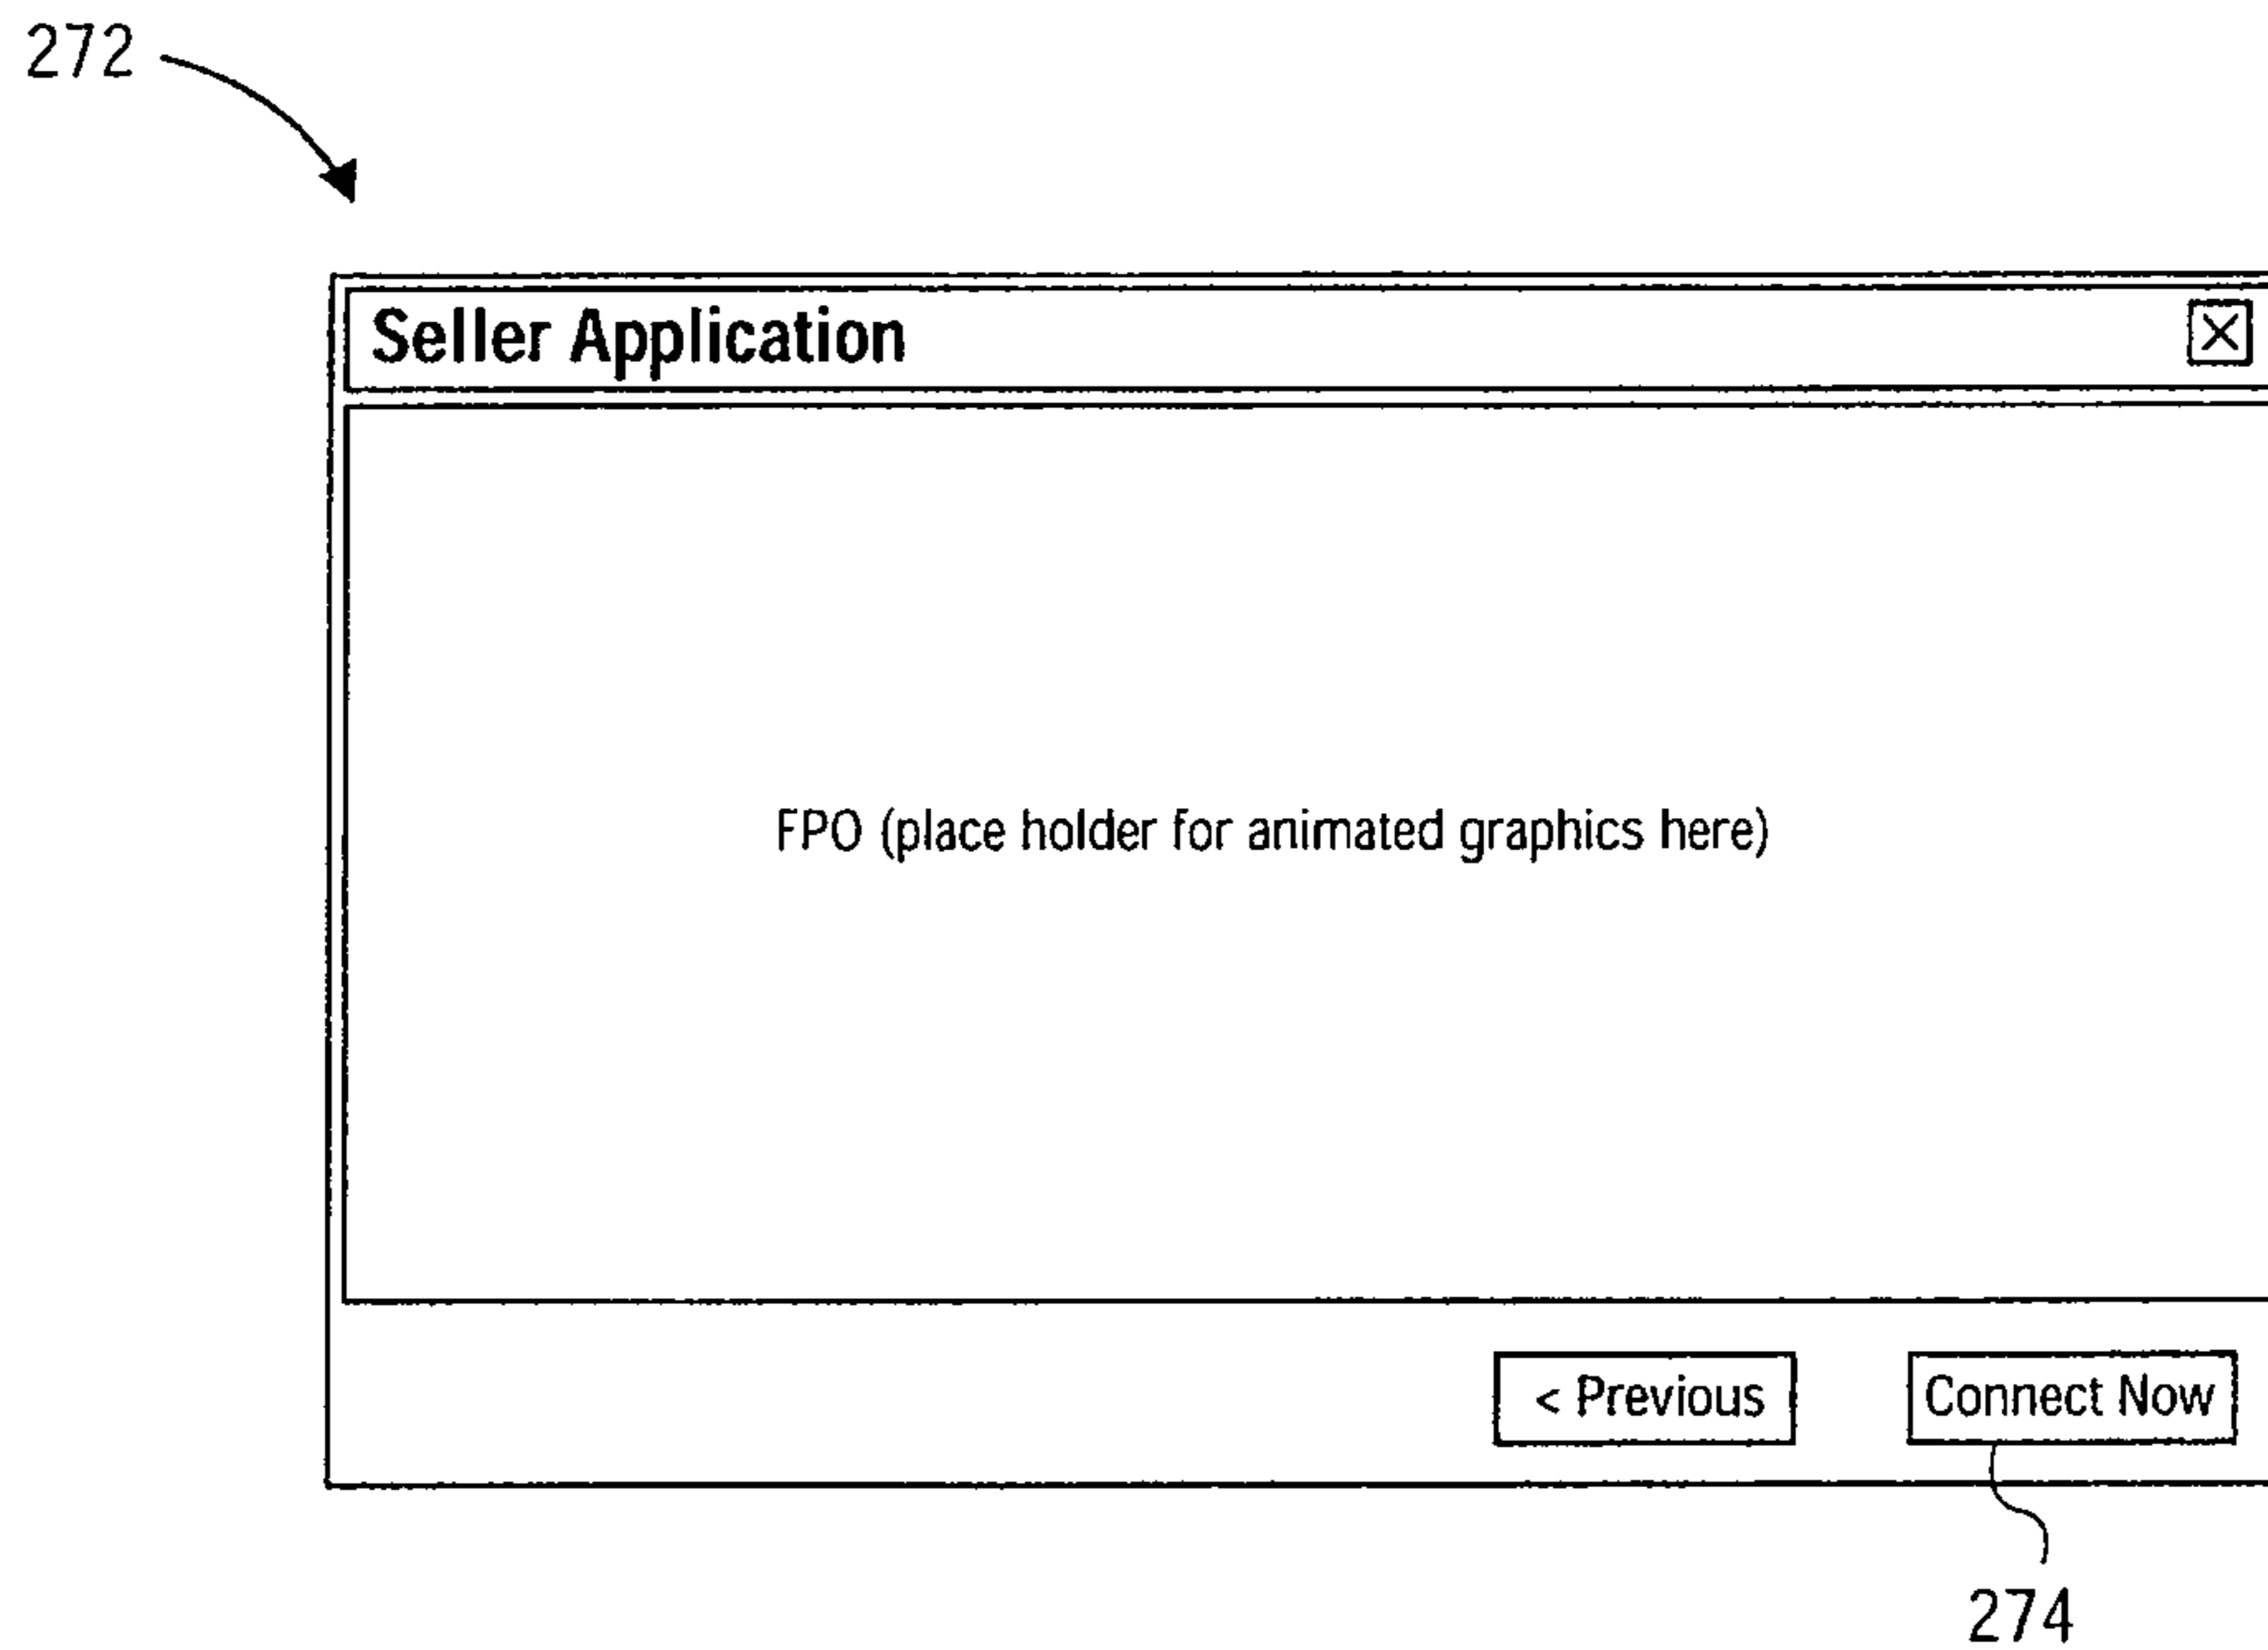 272
Seller Application
FPO (place holder for animated graphics here)
< Previous
Connect Now
274